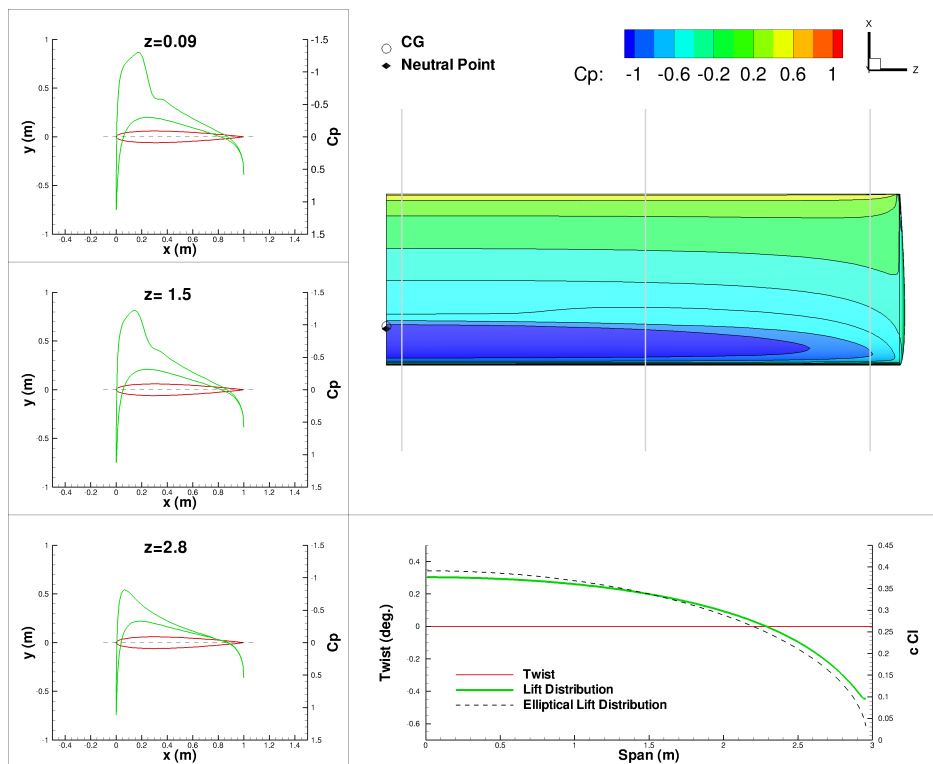 z=0.09
1
0.5
0
0.5
-1
y (m)
-1.5
-1
-0.5
0
0.5
1
1.5
Cp
-0.4 -0.2 0 0.2 0.4 0.6 0.8 1 1.2 1.4
x (m)
z= 1.5
1
0.5
0
0.5
-1
y (m)
-1.5
-1
-0.5
0
0.5
1
1.5
Cp
-0.4 -0.2 0 0.2 0.4 0.6 0.8 1 1.2 1.4
x (m)
z=2.8
1
0.5
0
0.5
-1
y (m)
-1.5
-1
-0.5
0
0.5
1
1.5
Cp
-0.4 -0.2 0 0.2 0.4 0.6 0.8 1 1.2 1.4
x (m)
CG
Neutral Point
Cp: -1 -0.6 -0.2 0.2 0.6 1
X
Y
Z
0.4
0.2
0
-0.2
-0.4
-0.6
Twist (deg.)
0.45
0.4
0.35
0.3
0.25
0.2
0.15
0.1
0.05
0
c Cl
Twist
Lift Distribution
Elliptical Lift Distribution
0 0.5 1 1.5 2 2.5 3
Span (m)